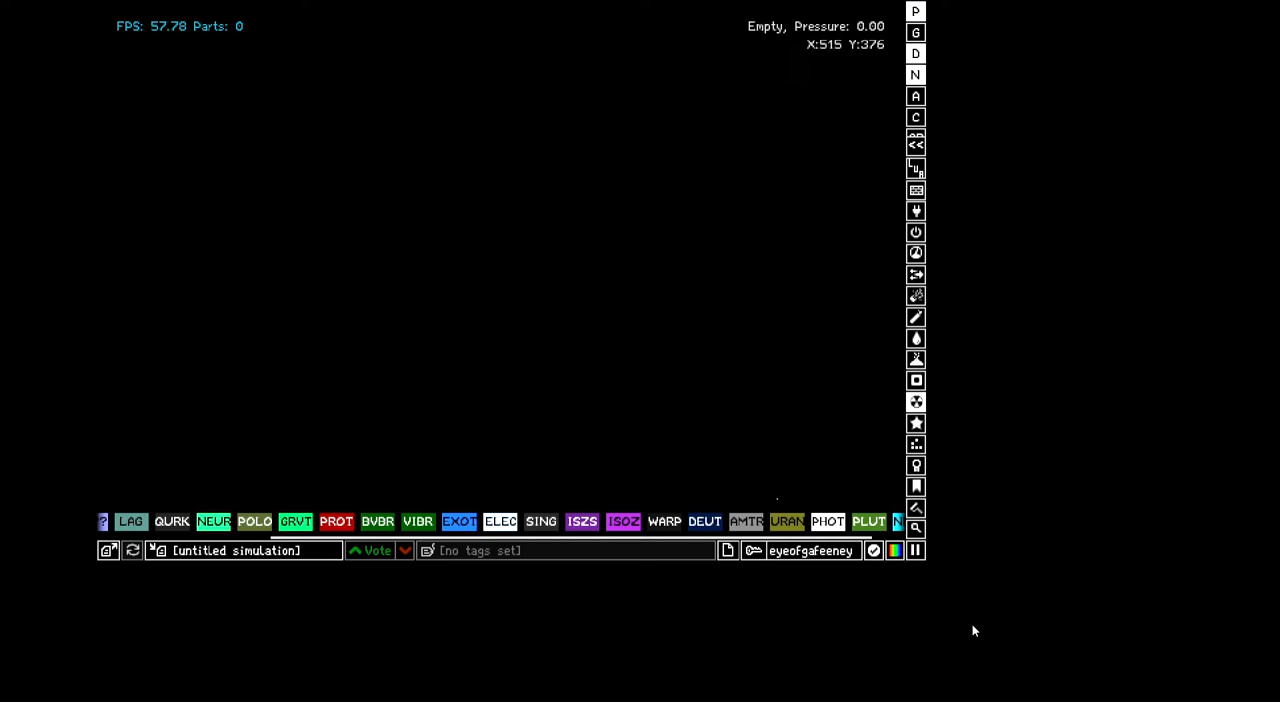 FPS: 57.78 Parts: 0
Empty, Pressure: 0.00
X:515 Y:376
P
G
D
N
A
C
<<
LUA
? LAG QURK NEUR POLO GRVT PROT BVBR VIBR EXOT ELEC SING ISZS ISOZ WARP DEUT AMTR URAN PHOT PLUT N
[untitled simulation] Vote [no tags set] eyeofgafeeney